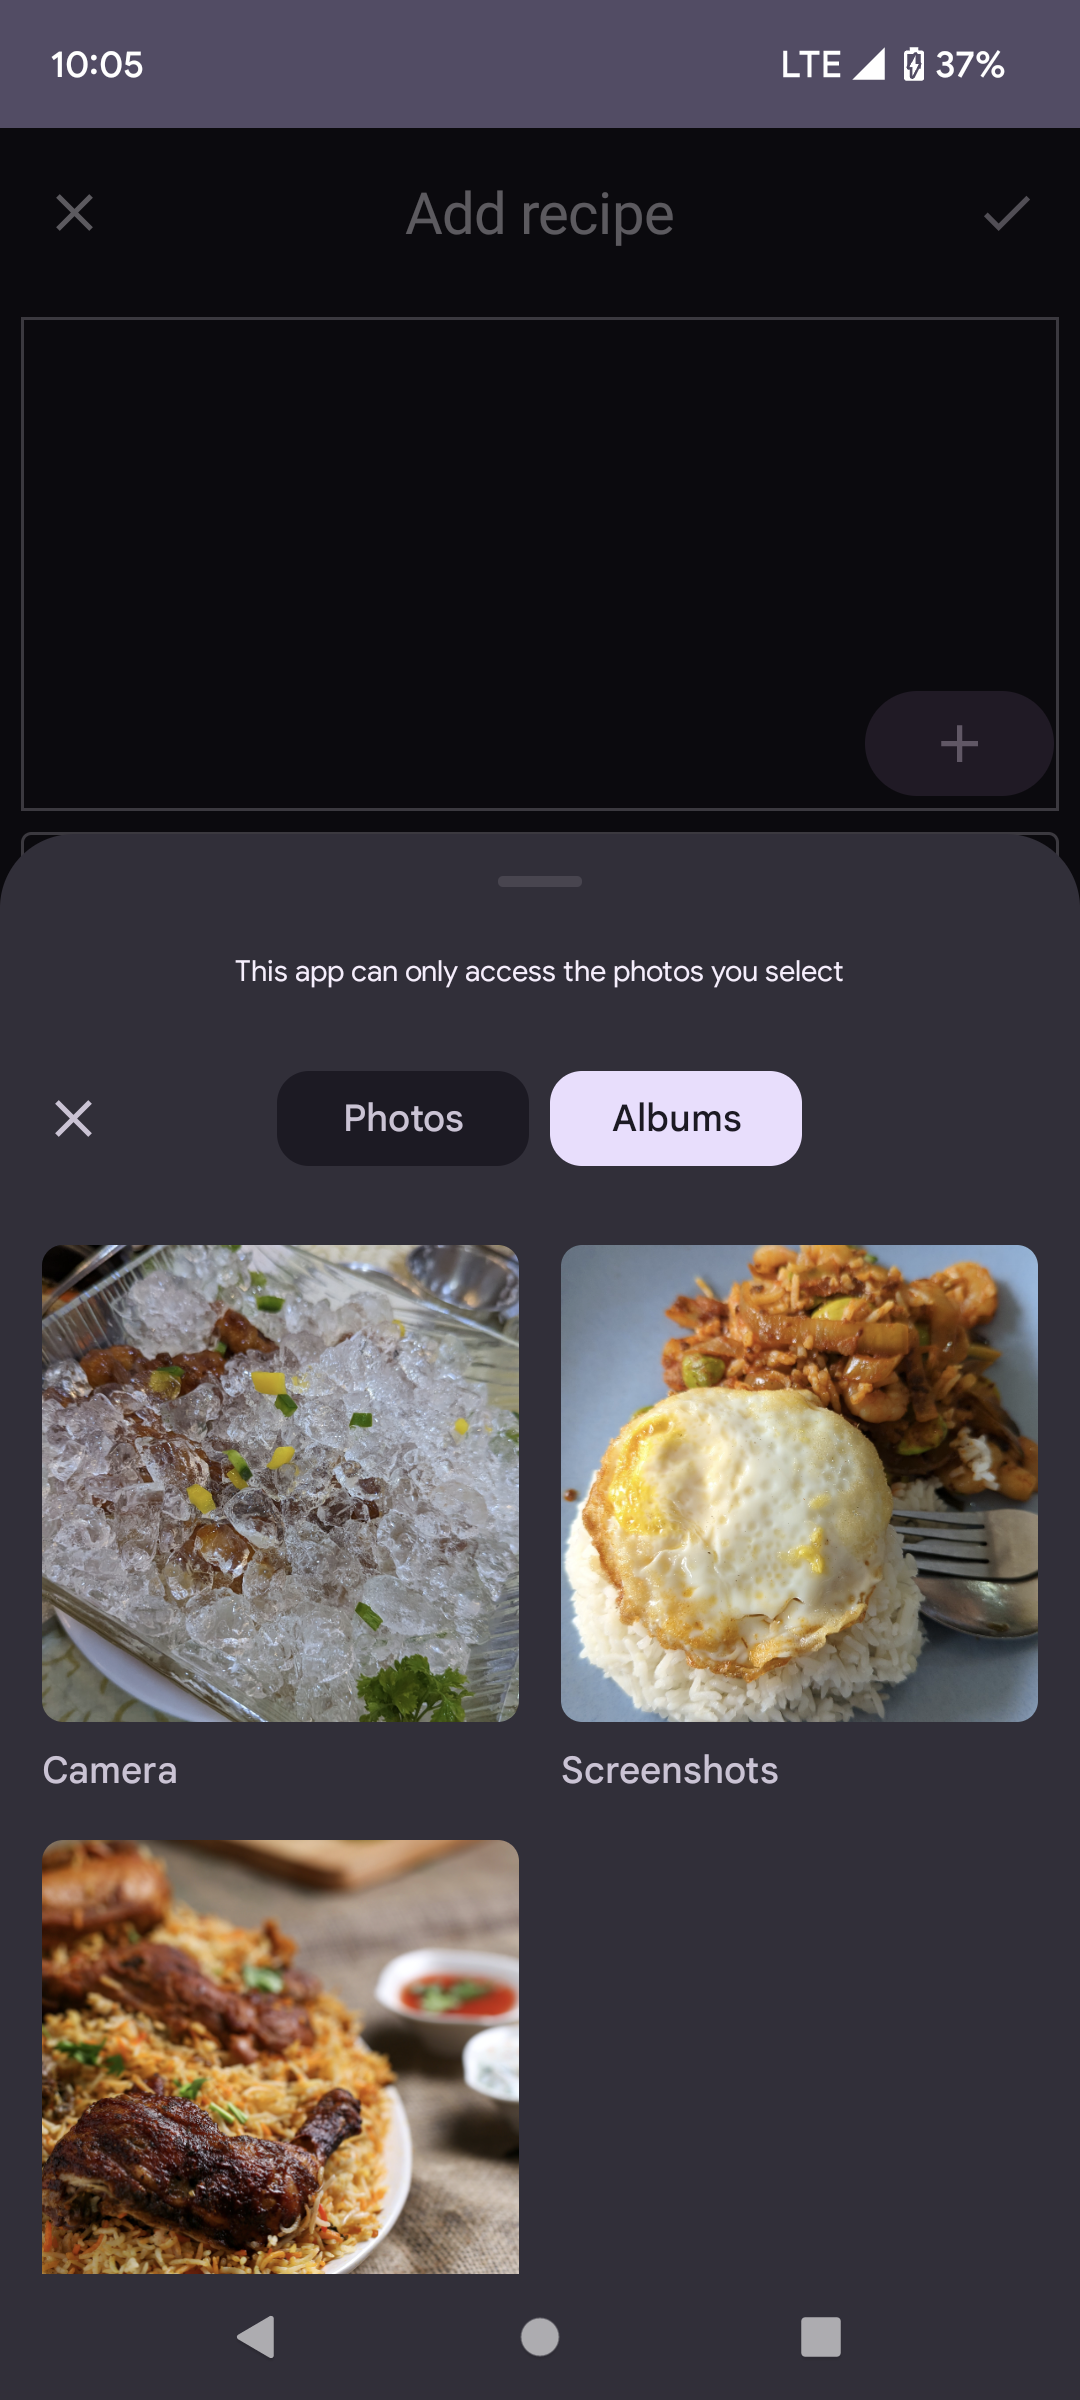 10:05 LTE 37%
Add recipe
This app can only access the photos you select
Photos Albums
Camera Screenshots